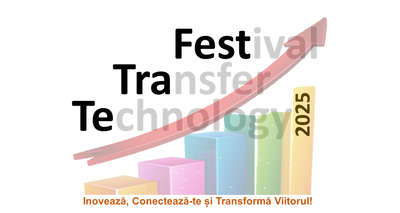 Festival
Transfer
Technology
2025
Inovează, Conectează-te și Transformă Viitorul!